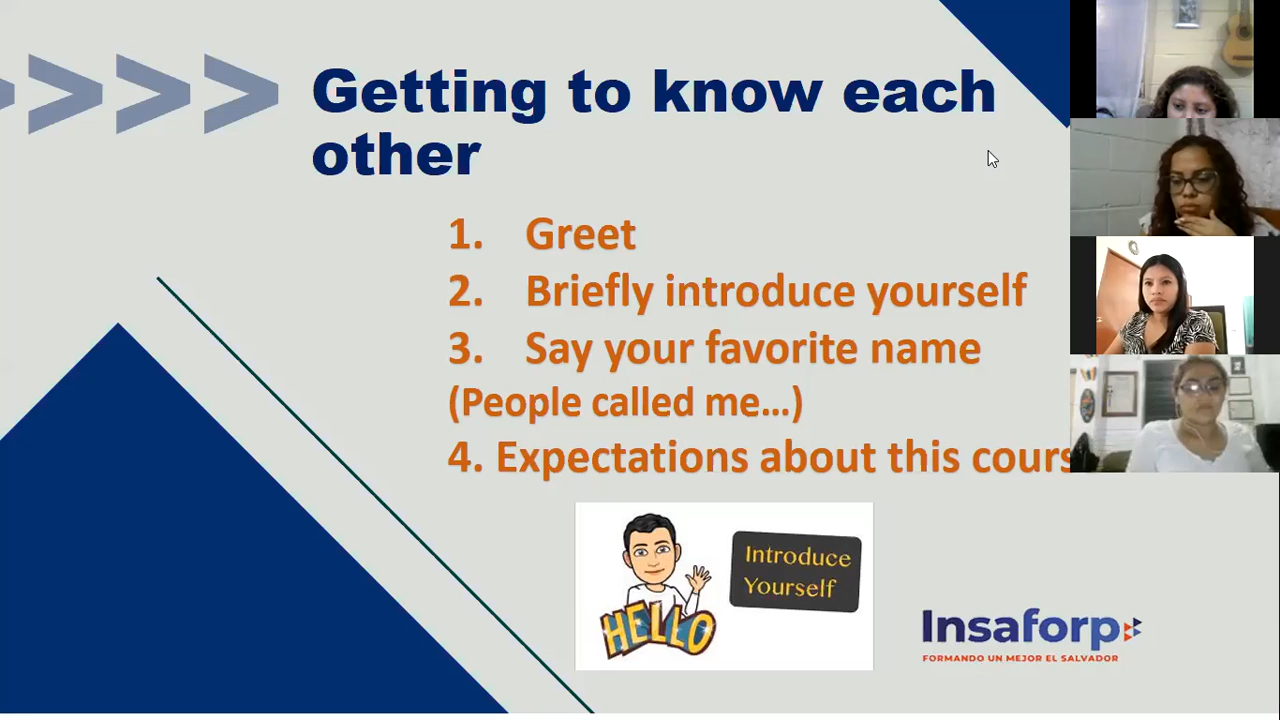 Getting to know each
other
1. Greet
2. Briefly introduce yourself
3. Say your favorite name
(People called me...)
4. Expectations about this cours
HELLO
Introduce
Yourself
Insaforp
FORMANDO UN MEJOR EL SALVADOR